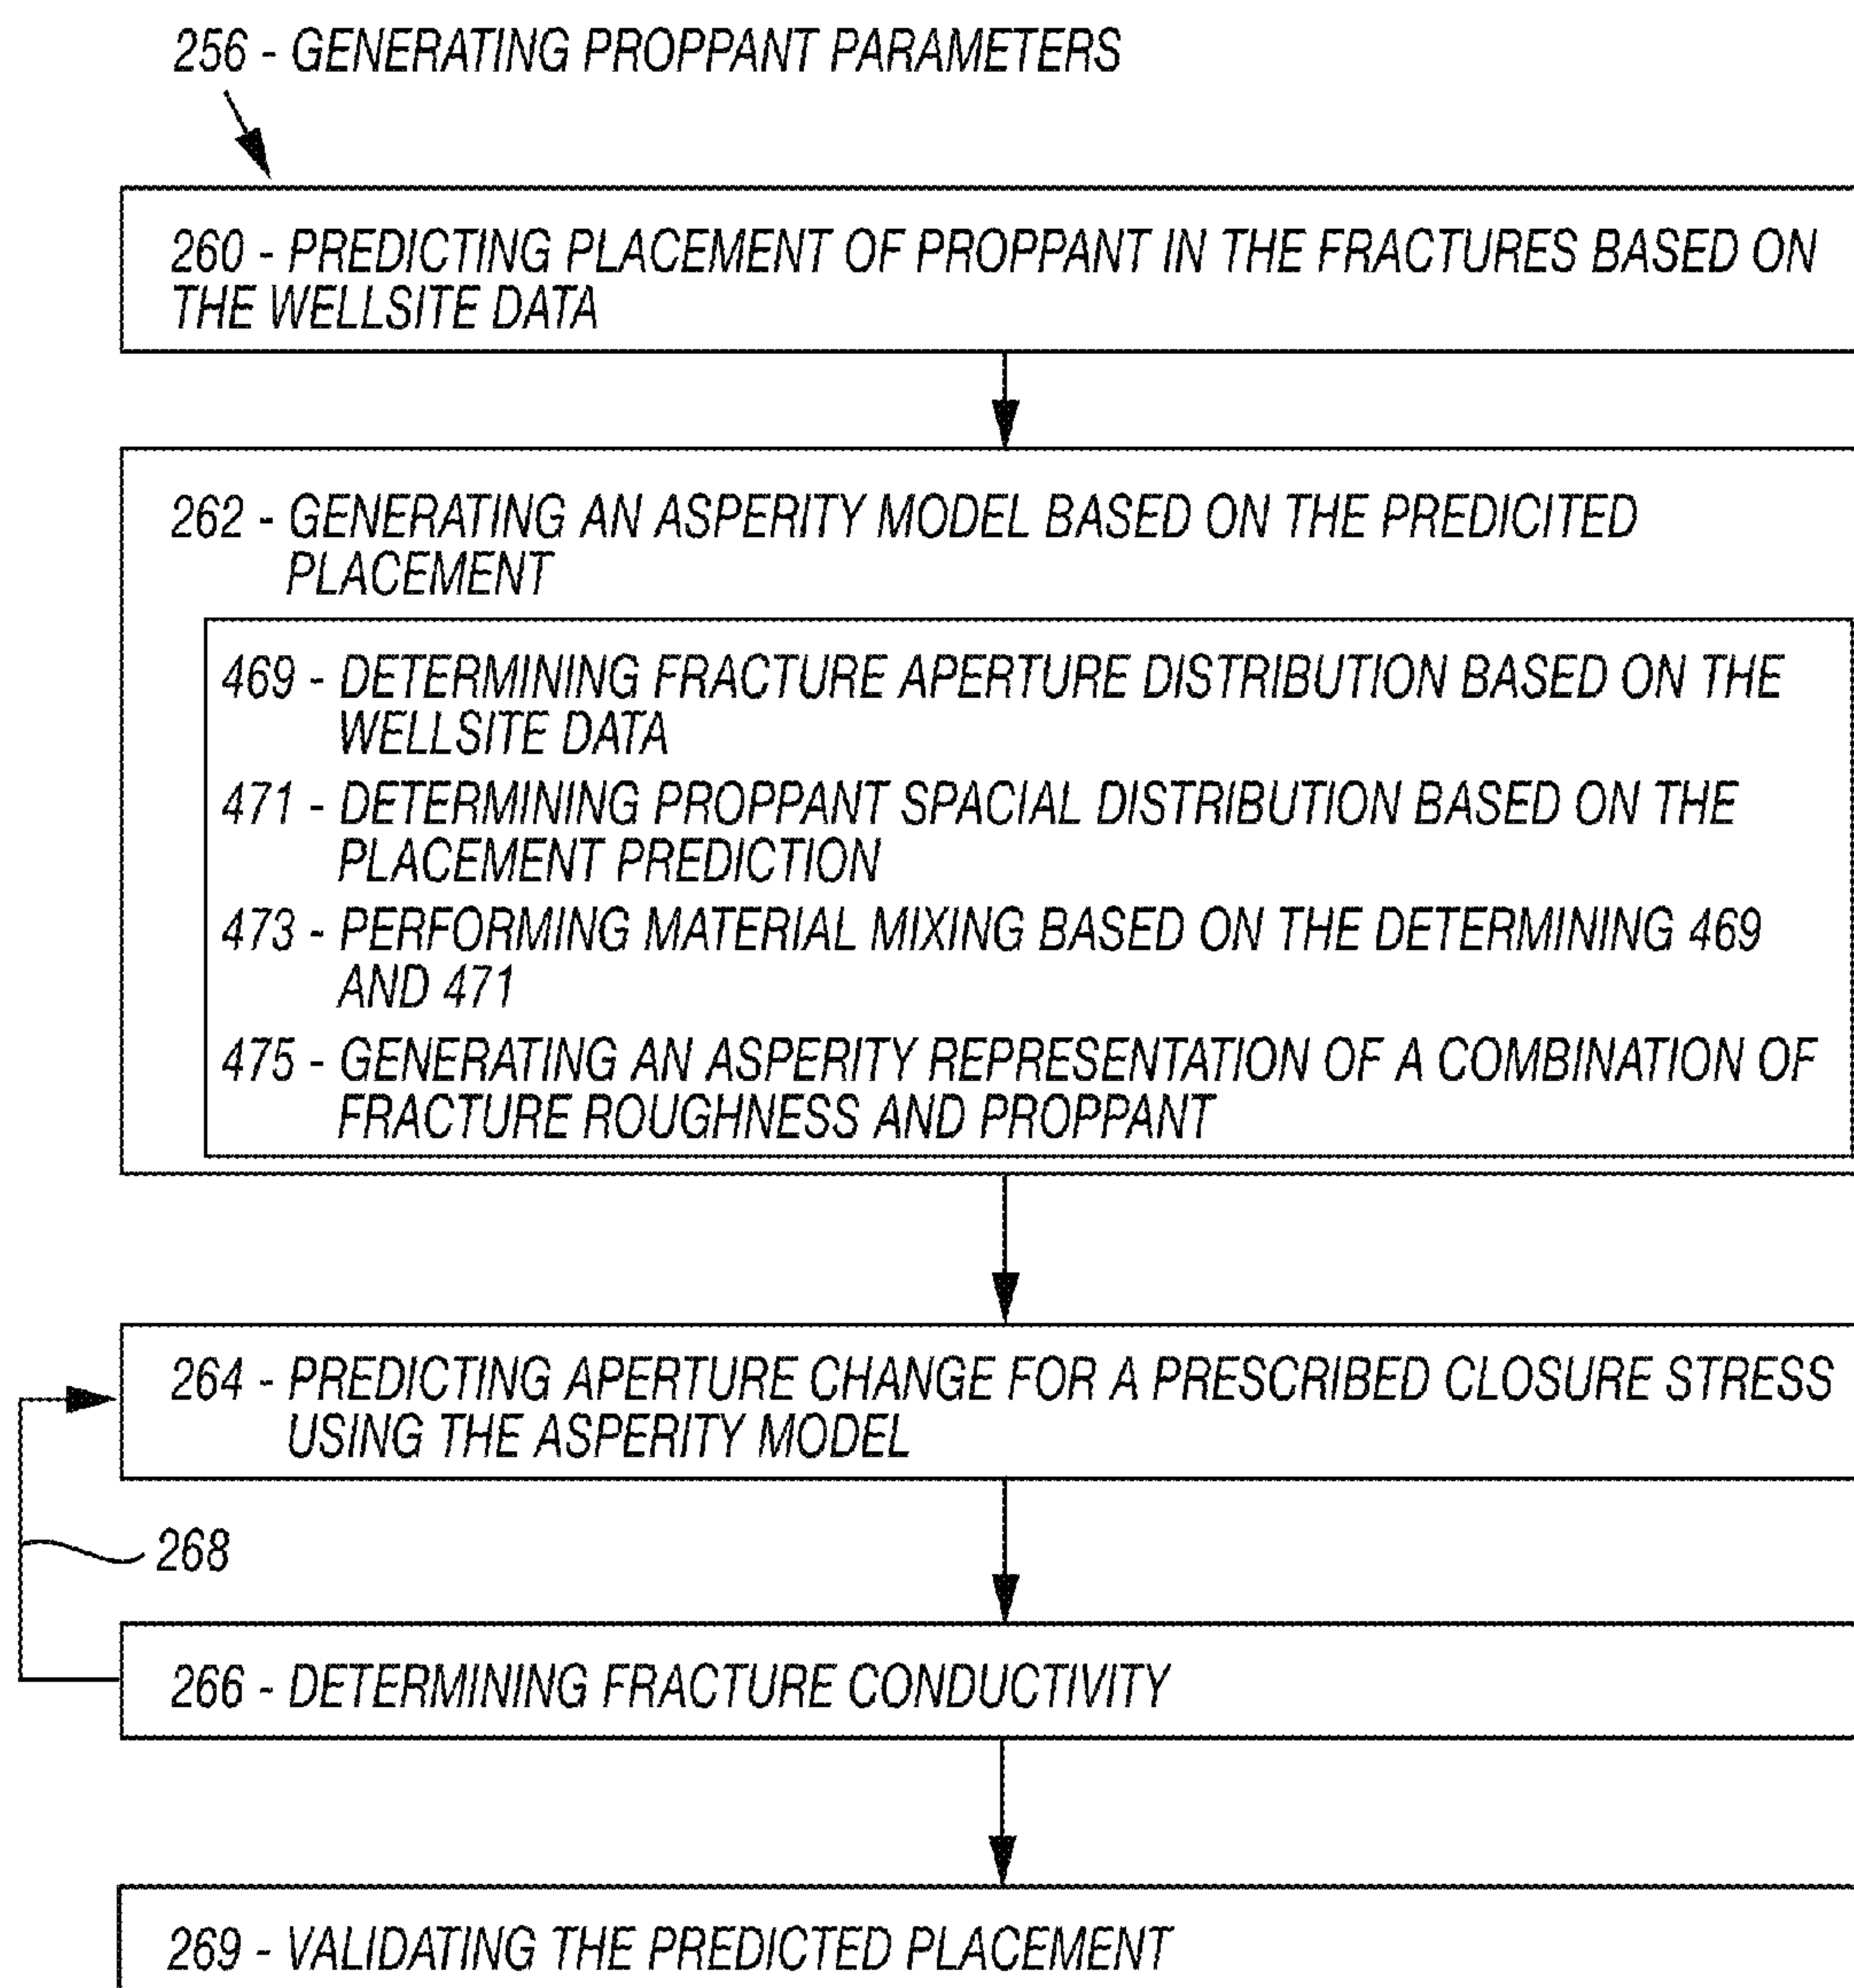 256 - GENERATING PROPPANT PARAMETERS
260 - PREDICTING PLACEMENT OF PROPPANT IN THE FRACTURES BASED ON
THE WELLSITE DATA
262 - GENERATING AN ASPERITY MODEL BASED ON THE PREDICITED
PLACEMENT
469 - DETERMINING FRACTURE APERTURE DISTRIBUTION BASED ON THE
WELLSITE DATA
471 - DETERMINING PROPPANT SPACIAL DISTRIBUTION BASED ON THE
PLACEMENT PREDICTION
473 - PERFORMING MATERIAL MIXING BASED ON THE DETERMINING 469
AND 471
475 - GENERATING AN ASPERITY REPRESENTATION OF A COMBINATION OF
FRACTURE ROUGHNESS AND PROPPANT
264 - PREDICTING APERTURE CHANGE FOR A PRESCRIBED CLOSURE STRESS
USING THE ASPERITY MODEL
268
266 - DETERMINING FRACTURE CONDUCTIVITY
269 - VALIDATING THE PREDICTED PLACEMENT